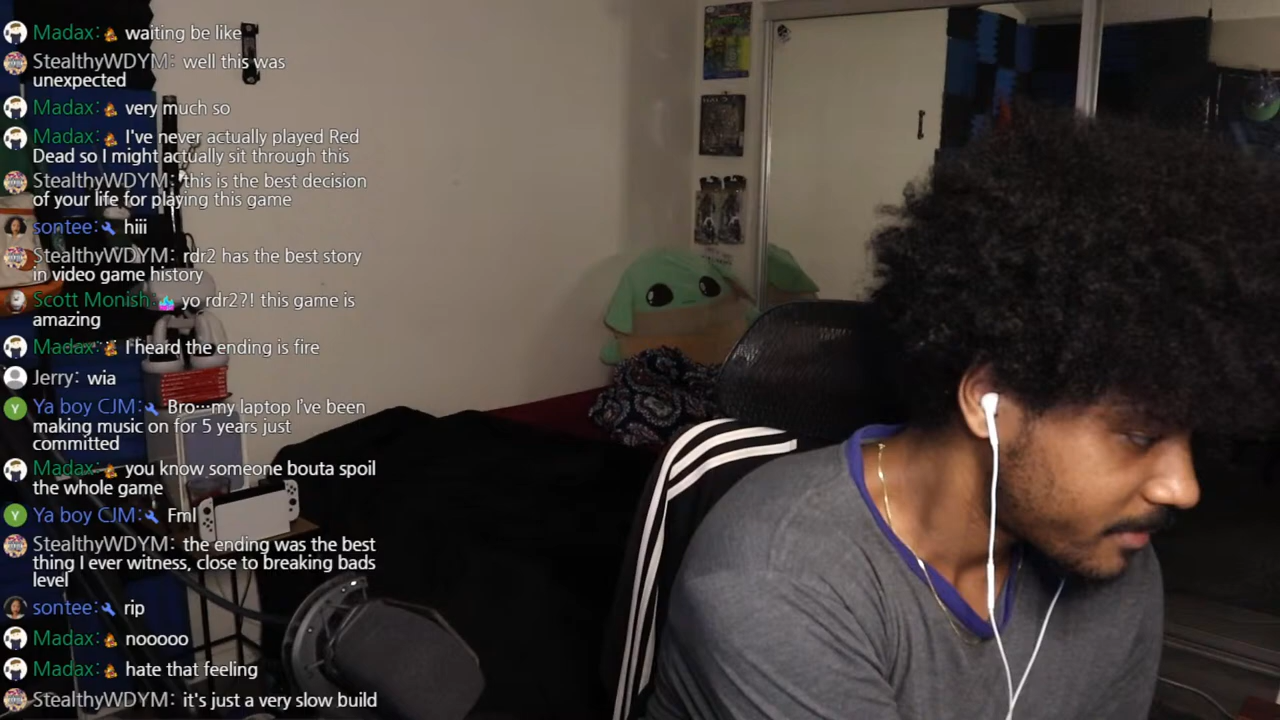 Madax: waiting be like
StealthyWDYM: well this was
unexpected
Madax: very much so
Madax: I've never actually played Red
Dead so I might actually sit through this
StealthyWDYM: this is the best decision
of your life for playing this game
sontee: hiii
StealthyWDYM: rdr2 has the best story
in video game history
Scott Monish: yo rdr2?! this game is
amazing
Madax: I heard the ending is fire
Jerry: wia
Y Ya boy CJM: Bro…my laptop I've been
making music on for 5 years just
committed
Madax: you know someone bouta spoil
the whole game
Y Ya boy CJM: Fml
StealthyWDYM: the ending was the best
thing I ever witness, close to breaking bads
level
sontee: rip
Madax: nooooo
Madax: hate that feeling
StealthyWDYM: it's just a very slow build